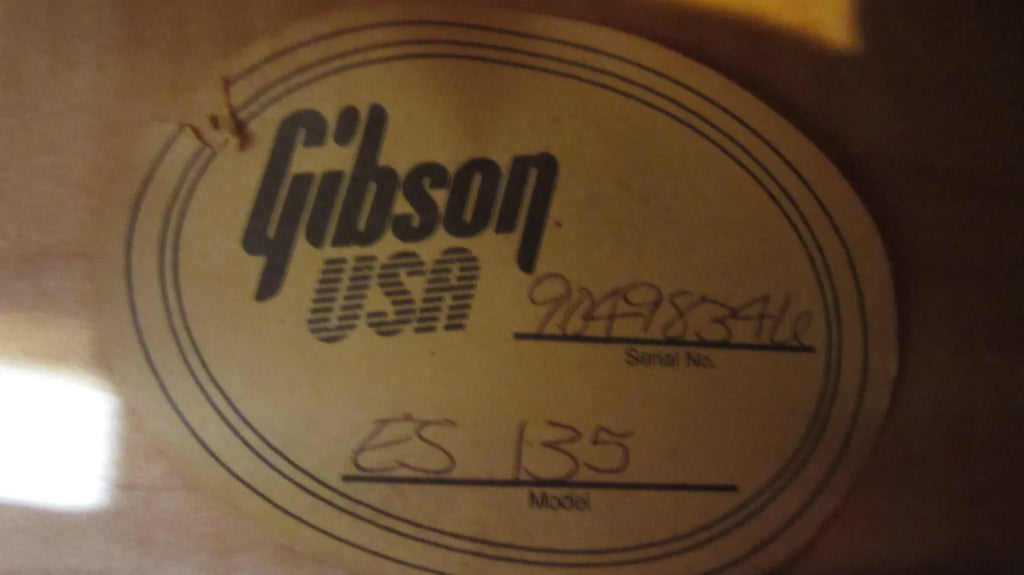 Gibson
USA
90498346
Serial No.
ES 135
Model